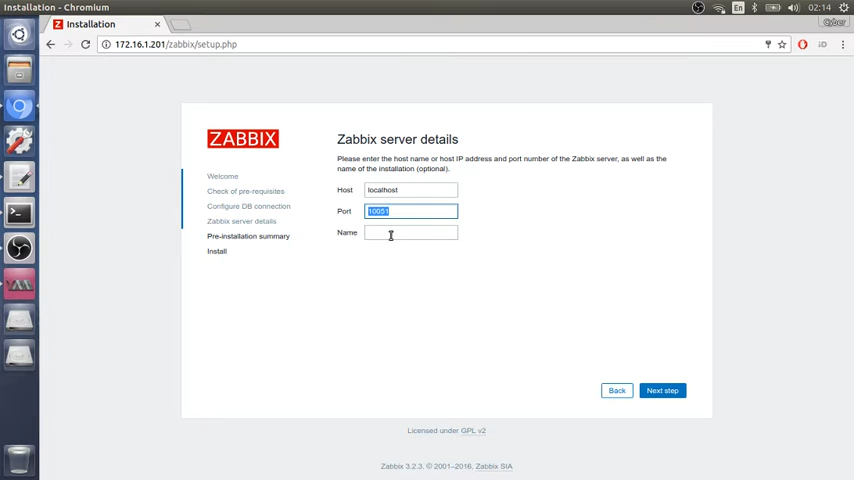 Installation - Chromium
En
02:14
Z Installation
Cyber
172.16.1.201/zabbix/setup.php
iD
ZABBIX
Welcome
Check of pre-requisites
Configure DB connection
Zabbix server details
Pre-installation summary
Install
Zabbix server details
Please enter the host name or host IP address and port number of the Zabbix server, as well as the
name of the installation (optional).
Host localhost
Port 10051
Name
Back Next step
Licensed under GPL v2
Zabbix 3.2.3. © 2001–2016, Zabbix SIA